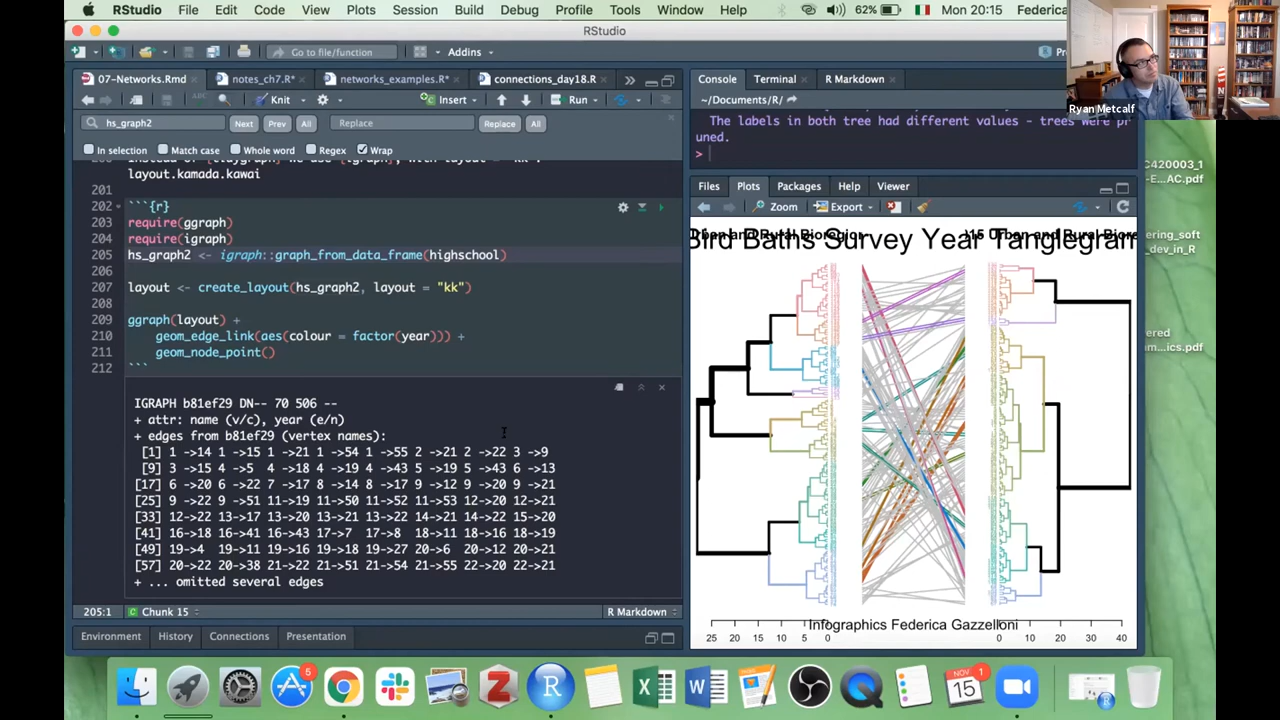 RStudio File Edit Code View Plots Session Build Debug Profile Tools Window Help 62% Mon 20:15 Federica
RStudio
Go to file/function Addins
07-Networks.Rmd notes_ch7.R* networks_examples.R* connections_day18.R
Knit Insert Run
hs_graph2 Next Prev All Replace Replace All
In selection Match case Whole word Regex Wrap
layout.kamada.kawai
201
202 ```{r}
203 require(ggraph)
204 require(igraph)
205 hs_graph2 <- igraph::graph_from_data_frame(highschool)
206
207 layout <- create_layout(hs_graph2, layout = "kk")
208
209 ggraph(layout) +
210 geom_edge_link(aes(colour = factor(year))) +
211 geom_node_point()
212 ```
IGRAPH b81ef29 DN-- 70 506 --
+ attr: name (v/c), year (e/n)
+ edges from b81ef29 (vertex names):
[1] 1 ->14 1 ->15 1 ->21 1 ->54 1 ->55 2 ->21 2 ->22 3 ->9
[9] 3 ->15 4 ->5 4 ->18 4 ->19 4 ->43 5 ->19 5 ->43 6 ->13
[17] 6 ->20 6 ->22 7 ->17 8 ->14 8 ->17 9 ->12 9 ->20 9 ->21
[25] 9 ->22 9 ->51 11->19 11->50 11->52 11->53 12->20 12->21
[33] 12->22 13->17 13->20 13->21 13->22 14->21 14->22 15->20
[41] 16->18 16->41 16->43 17->7 17->8 18->11 18->16 18->19
[49] 19->4 19->11 19->16 19->18 19->27 20->6 20->12 20->21
[57] 20->22 20->38 21->22 21->51 21->54 21->55 22->20 22->21
+ ... omitted several edges
205:1 Chunk 15 R Markdown
Environment History Connections Presentation
Console Terminal R Markdown
~/Documents/R/
The labels in both tree had different values - trees were pr
uned.
>
Files Plots Packages Help Viewer
Zoom Export
Bird Baths Survey Year Tanglegram
25 20 15 10 5 0
0 10 20 30 40
Infographics Federica Gazzelloni
Ryan Metcalf
C420003_1
-E...AC.pdf
ering_soft
_dev_in_R
ered
m...ics.pdf
6
NOV
15
1